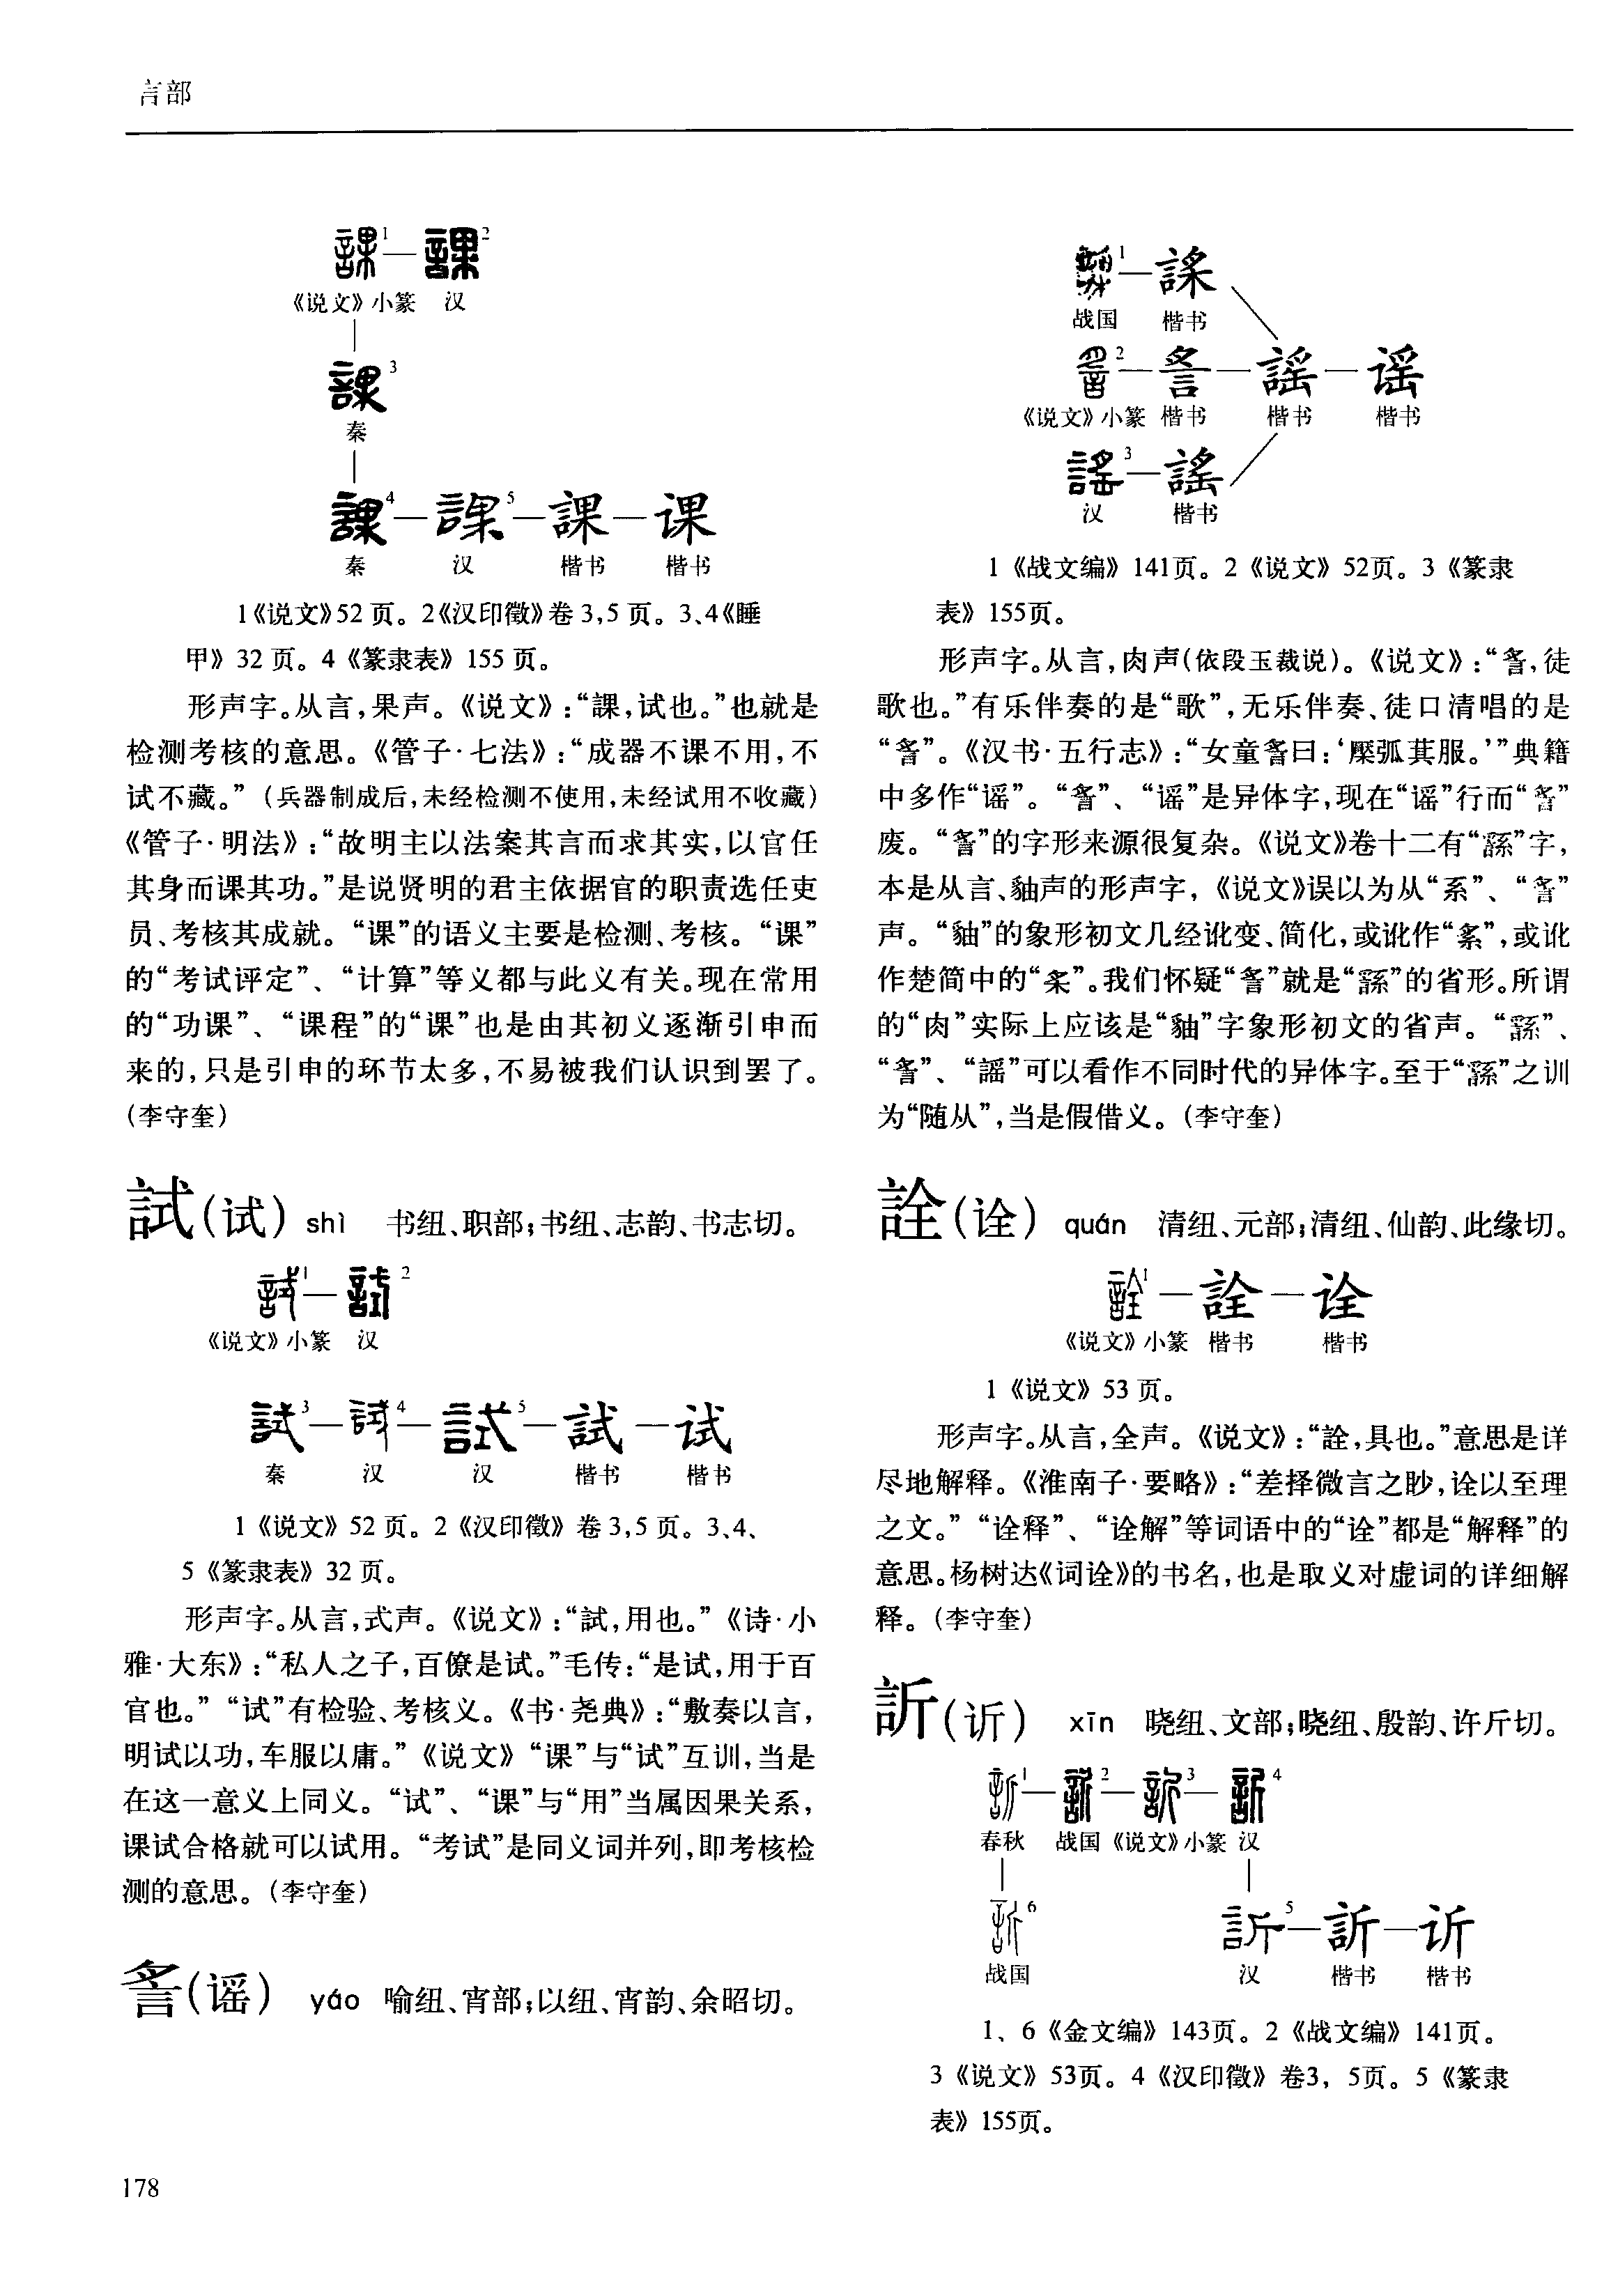 言部
1 2
《说文》小篆 汉
3
秦
4 5 課 课
秦 汉 楷书 楷书
1《说文》52页。2《汉印徵》卷3,5页。3、4《睡
甲》32页。4《篆隶表》155页。
形声字。从言,果声。《说文》:“課,试也。”也就是
检测考核的意思。《管子·七法》:“成器不课不用,不
试不藏。”(兵器制成后,未经检测不使用,未经试用不收藏)
《管子·明法》:“故明主以法案其言而求其实,以官任
其身而课其功。”是说贤明的君主依据官的职责选任吏
员、考核其成就。“课”的语义主要是检测、考核。“课”
的“考试评定”、“计算”等义都与此义有关。现在常用
的“功课”、“课程”的“课”也是由其初义逐渐引申而
来的,只是引申的环节太多,不易被我们认识到罢了。
(李守奎)
試(试) shì 书纽、职部;书纽、志韵、书志切。
1 2
《说文》小篆 汉
3 4 5 試 试
秦 汉 汉 楷书 楷书
1《说文》52页。2《汉印徵》卷3,5页。3、4、
5《篆隶表》32页。
形声字。从言,式声。《说文》:“試,用也。”《诗·小
雅·大东》:“私人之子,百僚是试。”毛传:“是试,用于百
官也。”“试”有检验、考核义。《书·尧典》:“敷奏以言,
明试以功,车服以庸。”《说文》“课”与“试”互训,当是
在这一意义上同义。“试”、“课”与“用”当属因果关系,
课试合格就可以试用。“考试”是同义词并列,即考核检
测的意思。(李守奎)
䚻(谣) yáo 喻纽、宵部;以纽、宵韵、余昭切。
178
1
战国 楷书
2 䚻 謠 谣
《说文》小篆 楷书 楷书 楷书
3 謠
汉 楷书
1《战文编》141页。2《说文》52页。3《篆隶
表》155页。
形声字。从言,肉声(依段玉裁说)。《说文》:“䚻,徒
歌也。”有乐伴奏的是“歌”,无乐伴奏、徒口清唱的是
“䚻”。《汉书·五行志》:“女童䚻曰:‘檿弧萁服。’”典籍
中多作“谣”。“䚻”、“谣”是异体字,现在“谣”行而“䚻”
废。“䚻”的字形来源很复杂。《说文》卷十二有“䌛”字,
本是从言、䚻声的形声字,《说文》误以为从“系”、“䚻”
声。“貁”的象形初文几经讹变、简化,或讹作“”,或讹
作楚简中的“”。我们怀疑“䚻”就是“䌛”的省形。所谓
的“肉”实际上应该是“”字象形初文的省声。“䌛”、
“䚻”、“謠”可以看作不同时代的异体字。至于“䌛”之训
为“随从”,当是假借义。(李守奎)
詮(诠) quán 清纽、元部;清纽、仙韵、此缘切。
1 詮 诠
《说文》小篆 楷书 楷书
1《说文》53页。
形声字。从言,全声。《说文》:“詮,具也。”意思是详
尽地解释。《淮南子·要略》:“差择微言之眇,诠以至理
之文。”“诠释”、“诠解”等词语中的“诠”都是“解释”的
意思。杨树达《词诠》的书名,也是取义对虚词的详细解
释。(李守奎)
訢(䜣) xīn 晓纽、文部;晓纽、殷韵、许斤切。
1 2 3 4
春秋 战国 《说文》小篆 汉
6 5 訢 䜣
战国 汉 楷书 楷书
1、6《金文编》143页。2《战文编》141页。
3《说文》53页。4《汉印徵》卷3,5页。5《篆隶
表》155页。